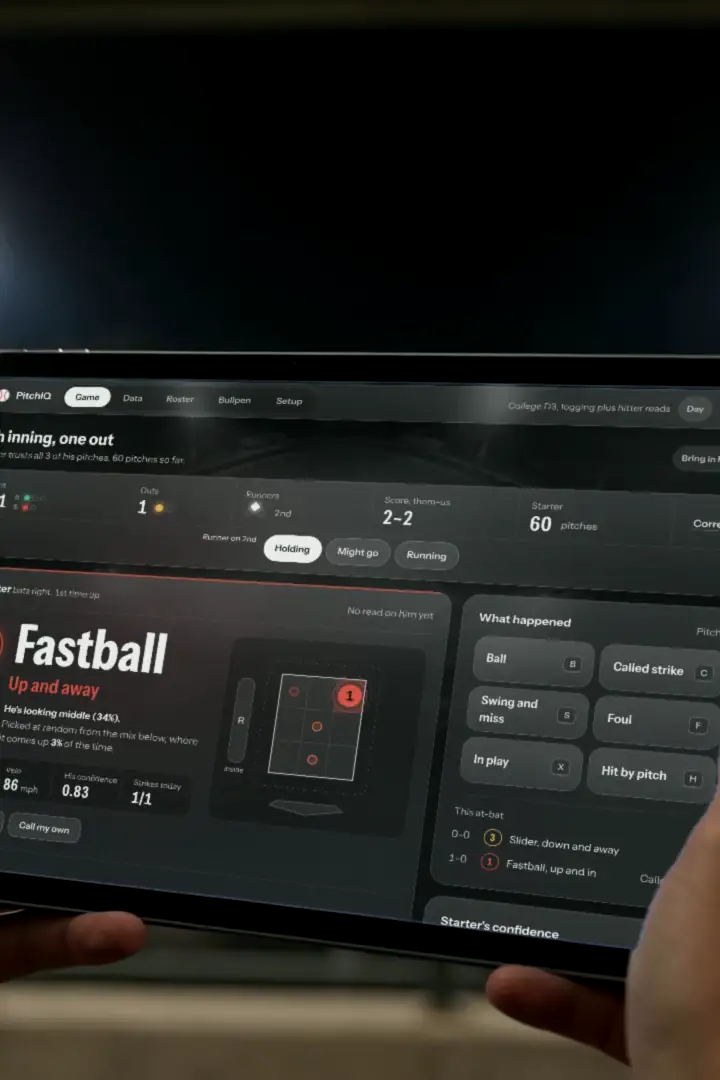 PitchIQ Game Data Roster Bullpen Setup College D3, logging plus hitter reads Day
inning, one out
trusts all 3 of his pitches. 60 pitches so far.
Bring in
1
B
S
Outs
1
Runners
2nd
Score, them–us
2–2
Starter
60 pitches
Runner on 2nd Holding Might go Running
bats right, 1st time up
No read on him yet
Fastball
Up and away
He's looking middle (34%).
Picked at random from the mix below, where
it comes up 3% of the time.
Velo
86 mph
His confidence
0.83
Strikes today
1/1
Call my own
R
Inside
1
What happened
Ball B
Called strike C
Swing and
miss S
Foul F
In play X
Hit by pitch H
This at-bat
0-0 3 Slider, down and away
1-0 1 Fastball, up and in
Starter's confidence